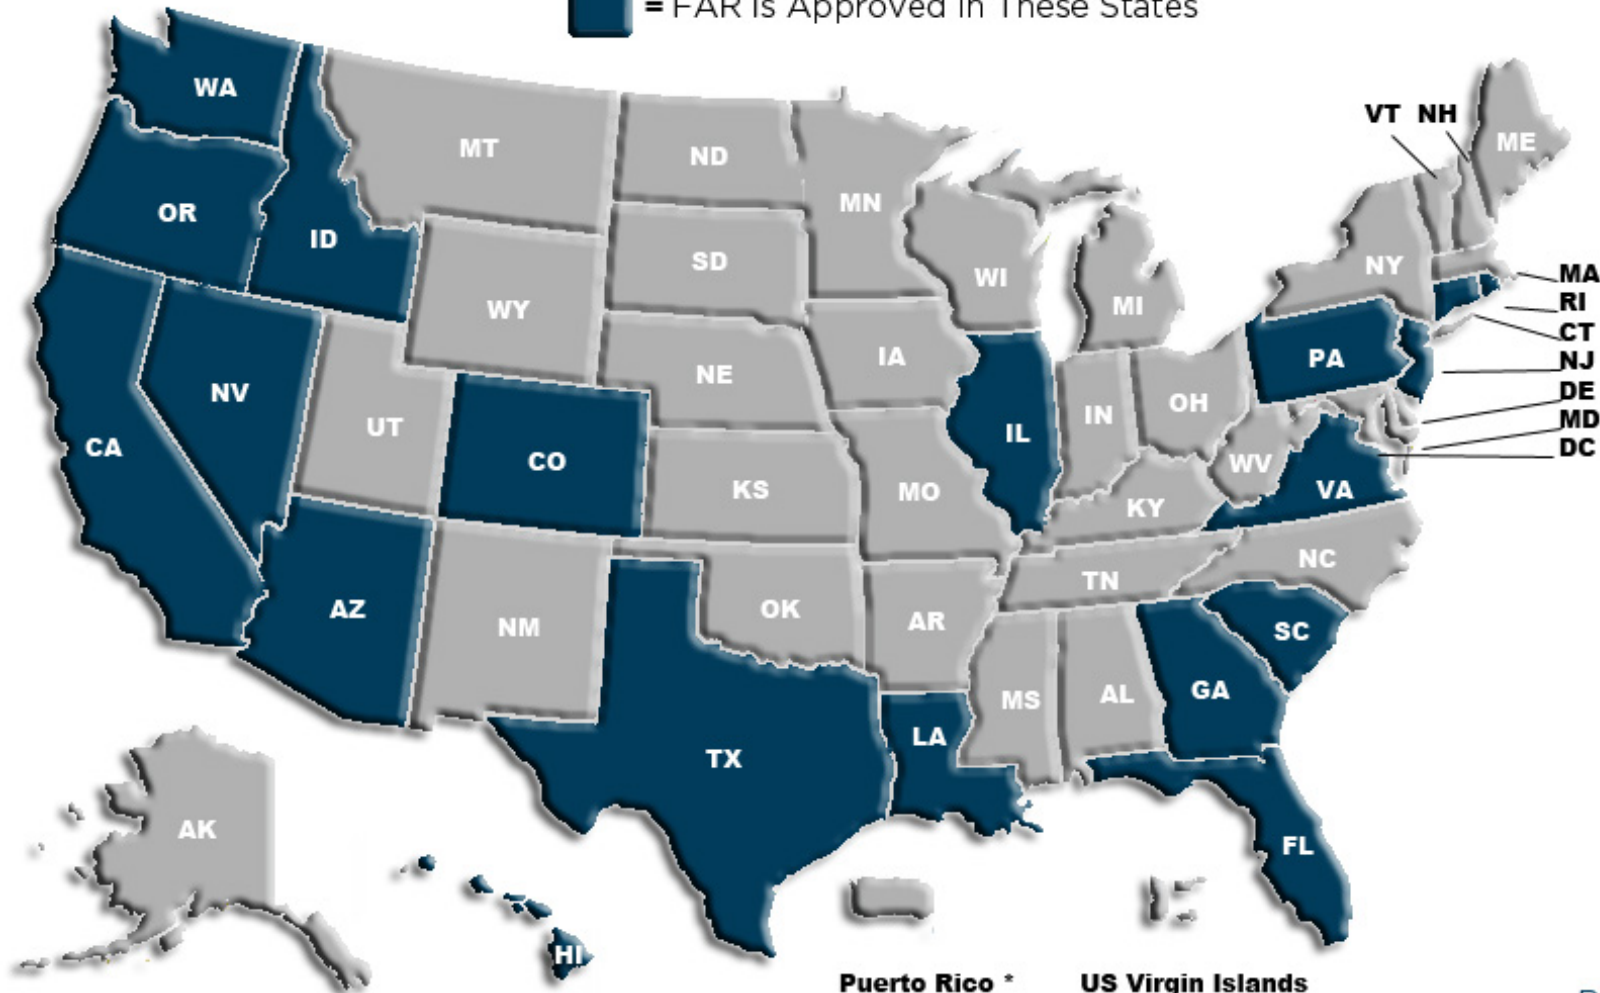 = FAR Is Approved In These States
WA
MT
ND
MN
VT NH
ME
OR
ID
SD
WI
MI
NY
MA
RI
CT
NJ
DE
MD
DC
WY
IA
PA
NV
NE
UT
IL
IN
OH
CA
CO
KS
MO
WV
VA
KY
NC
TN
AZ
NM
OK
AR
SC
MS
AL
GA
LA
TX
AK
FL
HI
Puerto Rico *
US Virgin Islands